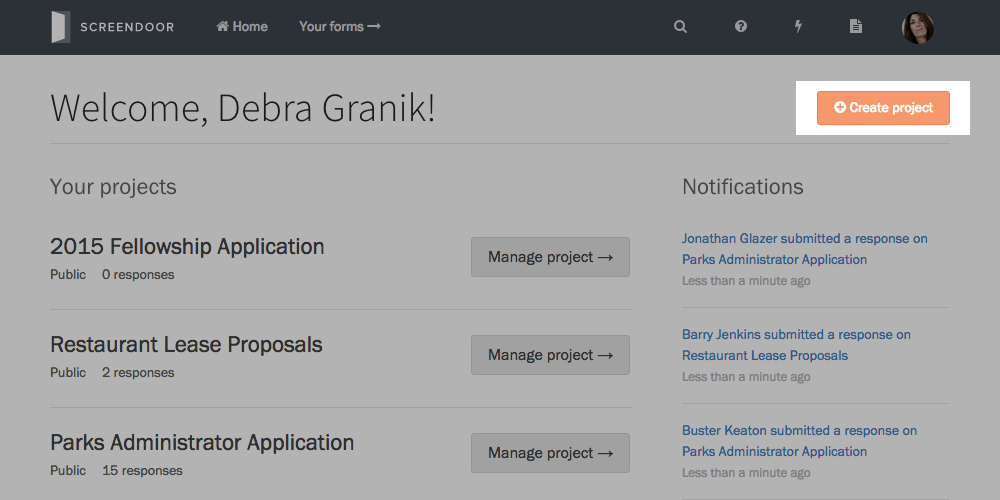 SCREENDOOR
Home
Your forms →
Welcome, Debra Granik!
Create project
Your projects
2015 Fellowship Application
Public 0 responses
Manage project →
Restaurant Lease Proposals
Public 2 responses
Manage project →
Parks Administrator Application
Public 15 responses
Manage project →
Notifications
Jonathan Glazer submitted a response on
Parks Administrator Application
Less than a minute ago
Barry Jenkins submitted a response on
Restaurant Lease Proposals
Less than a minute ago
Buster Keaton submitted a response on
Parks Administrator Application
Less than a minute ago